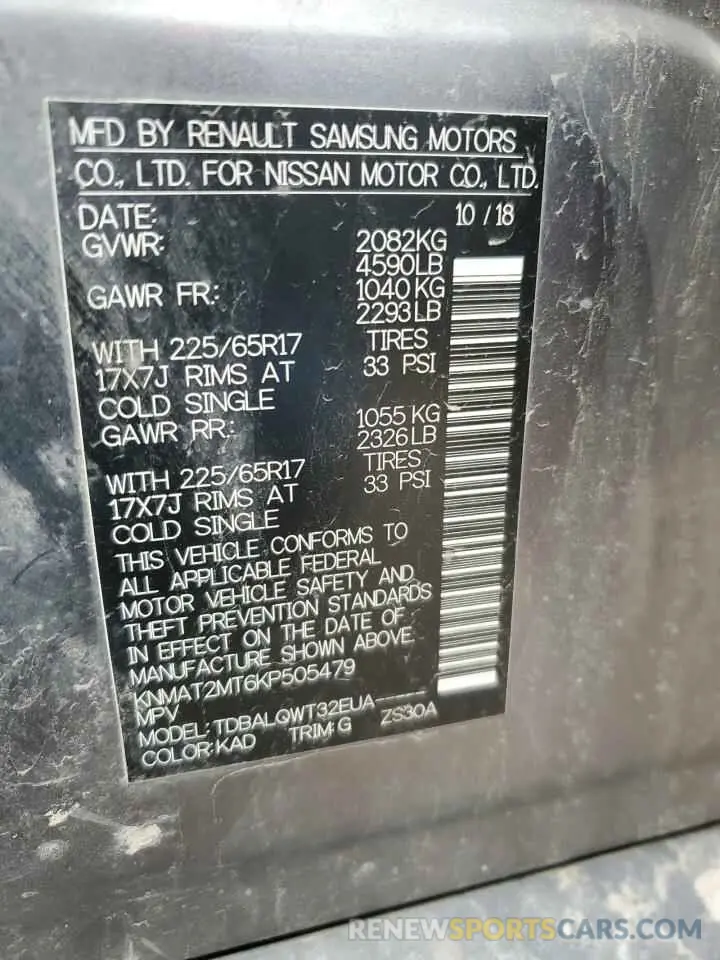 MFD BY RENAULT SAMSUNG MOTORS
CO., LTD. FOR NISSAN MOTOR CO., LTD.
DATE: 10 / 18
GVWR: 2082KG
4590LB
GAWR FR: 1040 KG
2293LB
WITH 225/65R17 TIRES
17X7J RIMS AT 33 PSI
COLD SINGLE
GAWR RR: 1055 KG
2326LB
WITH 225/65R17 TIRES
17X7J RIMS AT 33 PSI
COLD SINGLE
THIS VEHICLE CONFORMS TO
ALL APPLICABLE FEDERAL
MOTOR VEHICLE SAFETY AND
THEFT PREVENTION STANDARDS
IN EFFECT ON THE DATE OF
MANUFACTURE SHOWN ABOVE.
KNMAT2MT6KP505479
MPV
MODEL: TDBALQWT32EUA-----
COLOR: KAD TRIM: G ZS30A
RENEWSPORTSCARS.COM